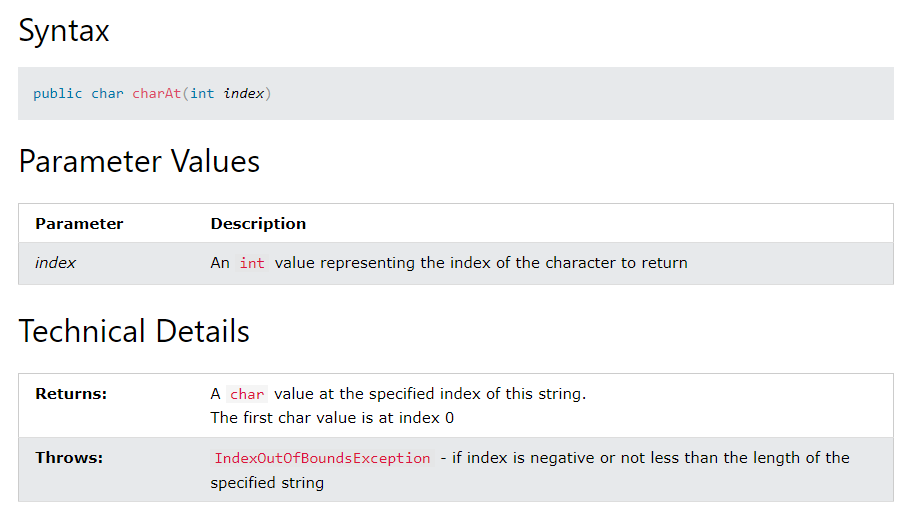 Syntax
public char charAt(int index)
Parameter Values
Parameter Description
index An int value representing the index of the character to return
Technical Details
Returns: A char value at the specified index of this string.
The first char value is at index 0
Throws: IndexOutOfBoundsException - if index is negative or not less than the length of the
specified string